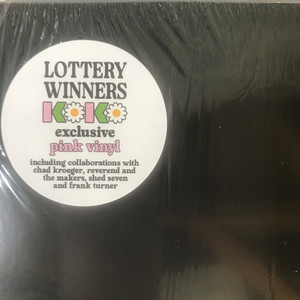 LOTTERY
WINNERS
KOKO
exclusive
pink vinyl
including collaborations with
chad kroeger, reverend and
the makers, shed seven
and frank turner